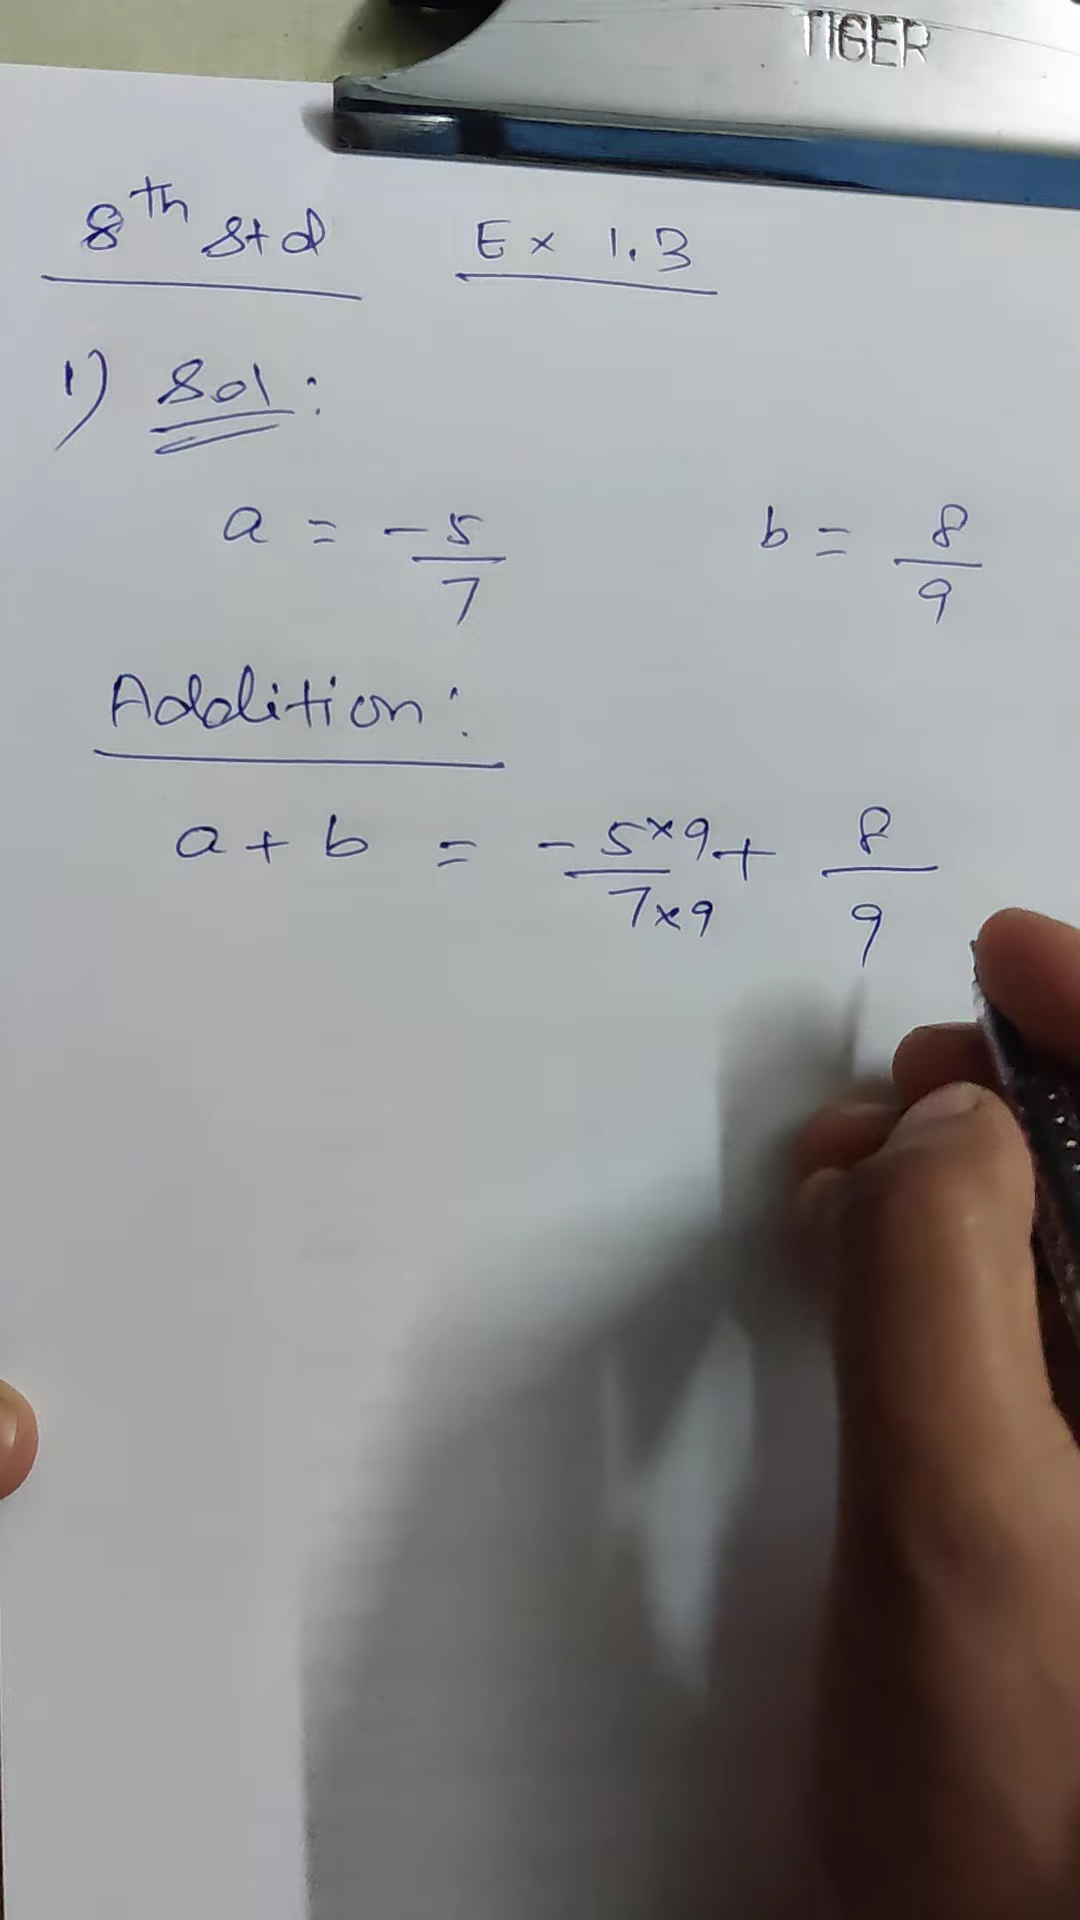 TIGER
8th std Ex 1.3
1) Sol:
a = -5/7 b = 8/9
Addition:
a + b = -5×9/7×9 + 8/9